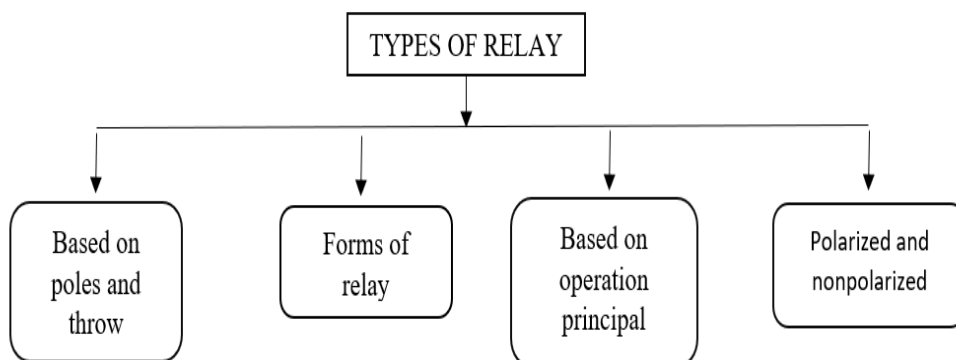 TYPES OF RELAY
Based on
poles and
throw
Forms of
relay
Based on
operation
principal
Polarized and
nonpolarized